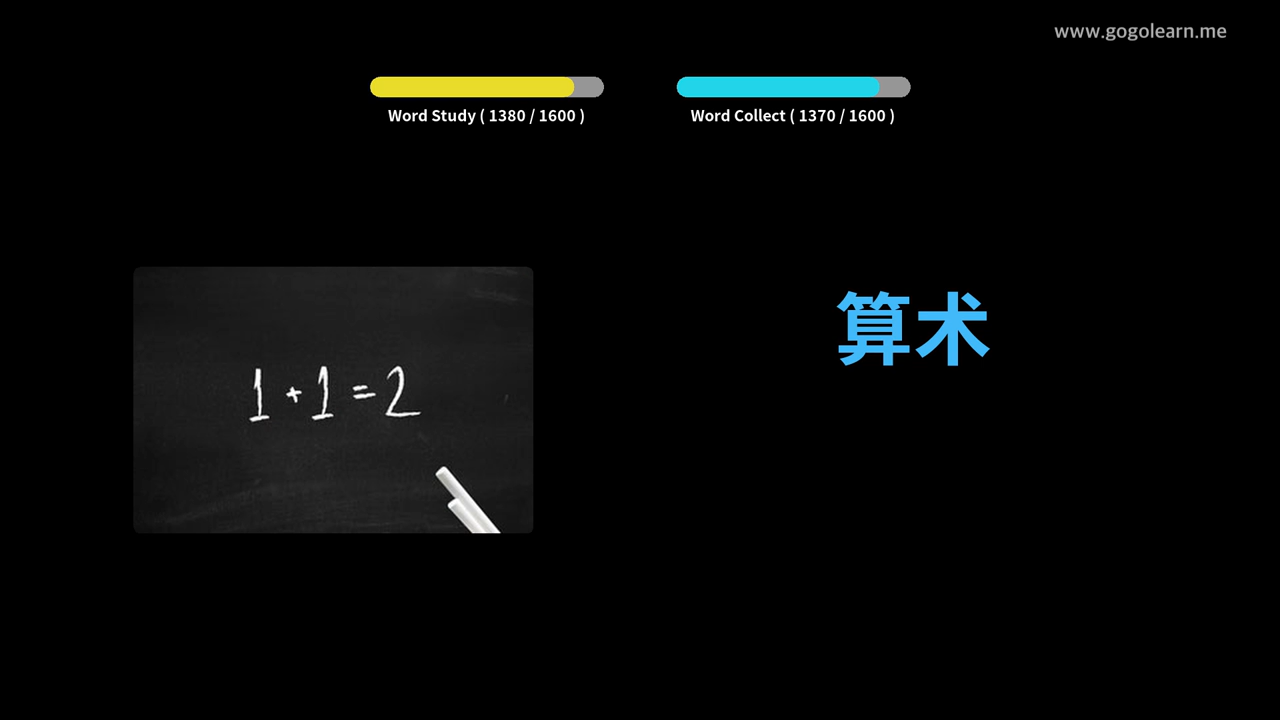 www.gogolearn.me
Word Study ( 1380 / 1600 )
Word Collect ( 1370 / 1600 )
算术
1 + 1 = 2